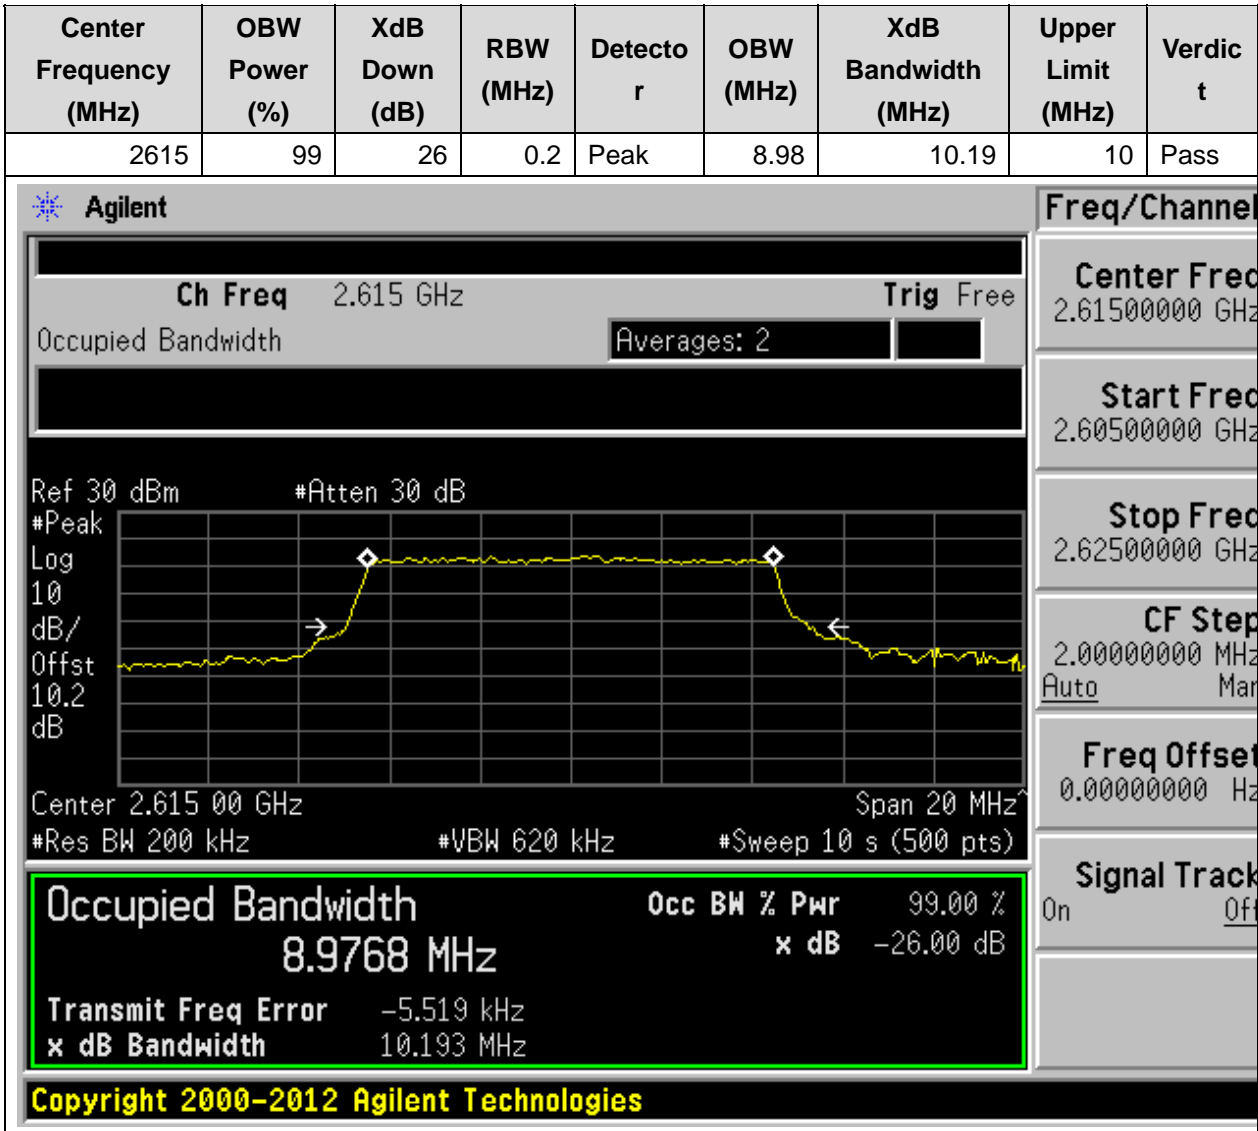 Center Frequency (MHz) OBW Power (%) XdB Down (dB) RBW (MHz) Detector OBW (MHz) XdB Bandwidth (MHz) Upper Limit (MHz) Verdict
2615 99 26 0.2 Peak 8.98 10.19 10 Pass
Agilent
Freq/Channel
Ch Freq 2.615 GHz Trig Free
Occupied Bandwidth Averages: 2
Center Freq
2.61500000 GHz
Start Freq
2.60500000 GHz
Stop Freq
2.62500000 GHz
CF Step
2.00000000 MHz
Auto Man
Freq Offset
0.00000000 Hz
Signal Track
On Off
Ref 30 dBm #Atten 30 dB
#Peak
Log
10
dB/
Offst
10.2
dB
Center 2.615 00 GHz Span 20 MHz^
#Res BW 200 kHz #VBW 620 kHz #Sweep 10 s (500 pts)
Occupied Bandwidth
8.9768 MHz
Occ BW % Pwr 99.00 %
x dB -26.00 dB
Transmit Freq Error -5.519 kHz
x dB Bandwidth 10.193 MHz
Copyright 2000-2012 Agilent Technologies